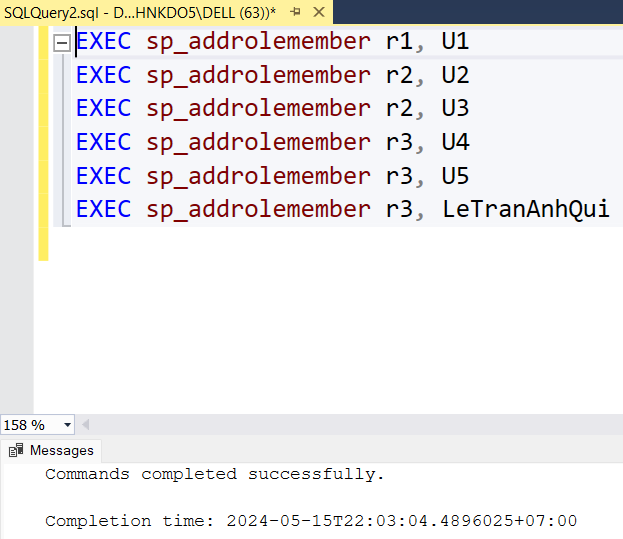 SQLQuery2.sql - D...HNKDO5\DELL (63))*
EXEC sp_addrolemember r1, U1
EXEC sp_addrolemember r2, U2
EXEC sp_addrolemember r2, U3
EXEC sp_addrolemember r3, U4
EXEC sp_addrolemember r3, U5
EXEC sp_addrolemember r3, LeTranAnhQui
158 %
Messages
Commands completed successfully.
Completion time: 2024-05-15T22:03:04.4896025+07:00